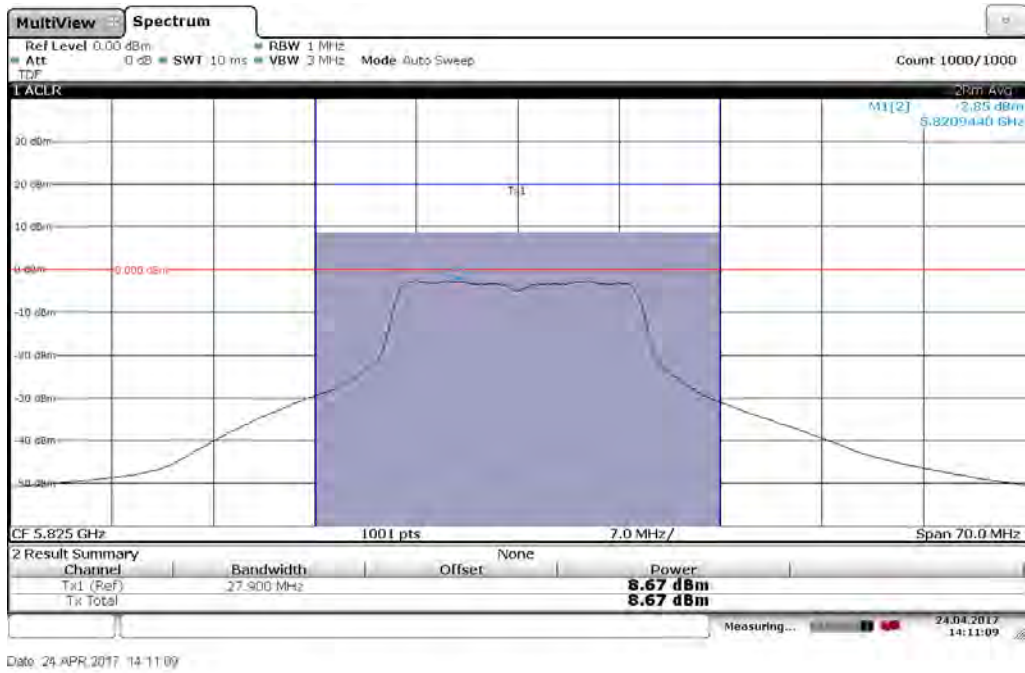 MultiView Spectrum
Ref Level 0.00 dBm RBW 1 MHz
Att 0 dB SWT 10 ms VBW 3 MHz Mode Auto Sweep Count 1000/1000
TDF
1 ACLR 2Rm Avg
M1[2] -2.85 dBm
5.8209440 GHz
30 dBm
20 dBm
Tx1
10 dBm
0 dBm 0.000 dBm
-10 dBm
-20 dBm
-30 dBm
-40 dBm
-50 dBm
CF 5.825 GHz 1001 pts 7.0 MHz/ Span 70.0 MHz
2 Result Summary None
Channel Bandwidth Offset Power
Tx1 (Ref) 27.900 MHz 8.67 dBm
Tx Total 8.67 dBm
Measuring... 24.04.2017
14:11:09
Date: 24.APR.2017 14:11:09